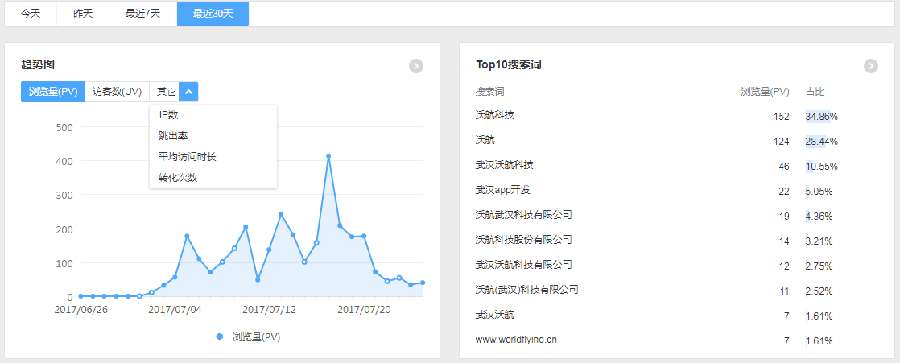 今天 昨天 最近7天 最近30天
趋势图
浏览量(PV) 访客数(UV) 其它
IP数
跳出率
平均访问时长
转化次数
500
400
300
200
100
0
2017/06/26 2017/07/04 2017/07/12 2017/07/20
浏览量(PV)
Top10搜索词
搜索词 浏览量(PV) 占比
沃航科技 152 34.86%
沃航 124 28.44%
武汉沃航科技 46 10.55%
武汉app开发 22 5.05%
沃航武汉科技有限公司 19 4.36%
沃航科技股份有限公司 14 3.21%
武汉沃航科技有限公司 12 2.75%
沃航(武汉)科技有限公司 11 2.52%
武汉沃航 7 1.61%
www.worldflying.cn 7 1.61%